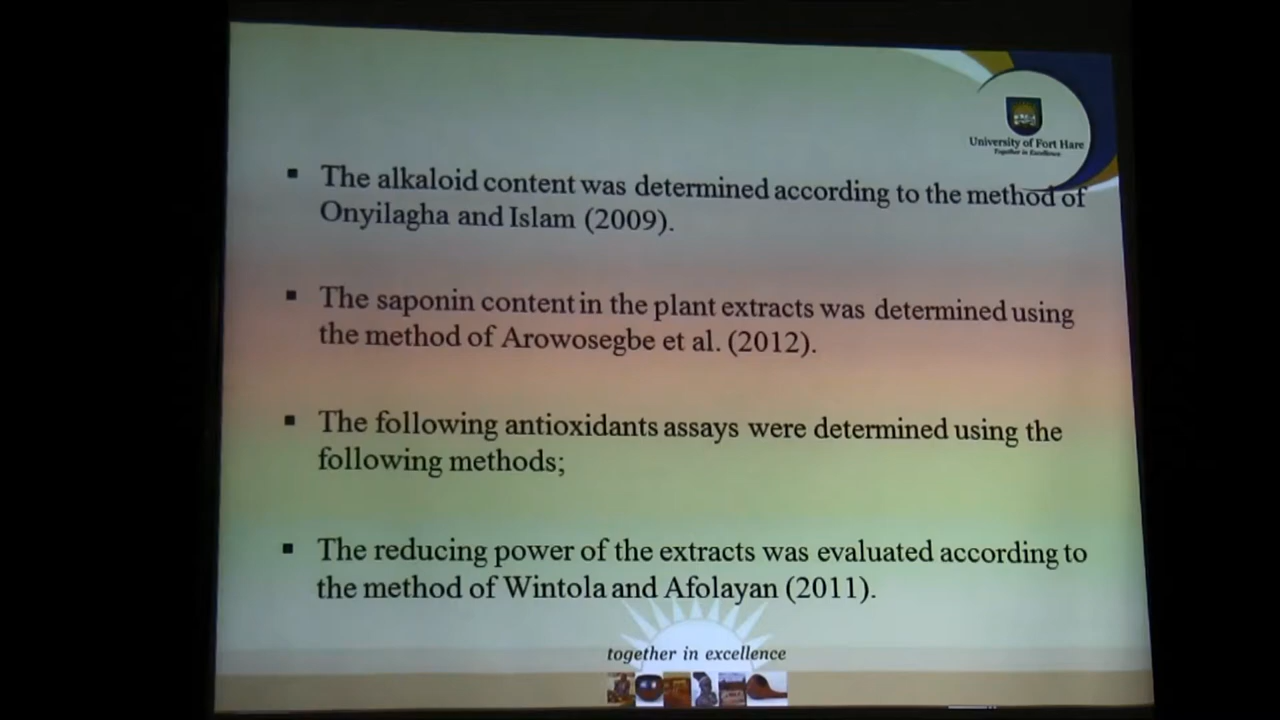 University of Fort Hare
Together in Excellence
▪ The alkaloid content was determined according to the method of
Onyilagha and Islam (2009).
▪ The saponin content in the plant extracts was determined using
the method of Arowosegbe et al. (2012).
▪ The following antioxidants assays were determined using the
following methods;
▪ The reducing power of the extracts was evaluated according to
the method of Wintola and Afolayan (2011).
together in excellence